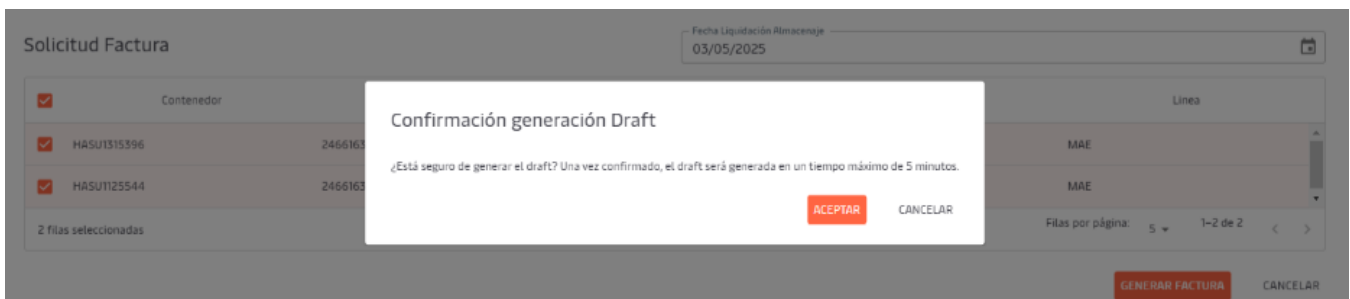 Solicitud Factura
Fecha Liquidación Almacenaje
03/05/2025
Contenedor
Linea
HASU1315396 2466163 MAE
HASU1125544 2466163 MAE
Confirmación generación Draft
¿Está seguro de generar el draft? Una vez confirmado, el draft será generada en un tiempo máximo de 5 minutos.
ACEPTAR CANCELAR
2 filas seleccionadas
Filas por página: 5 1–2 de 2
GENERAR FACTURA CANCELAR